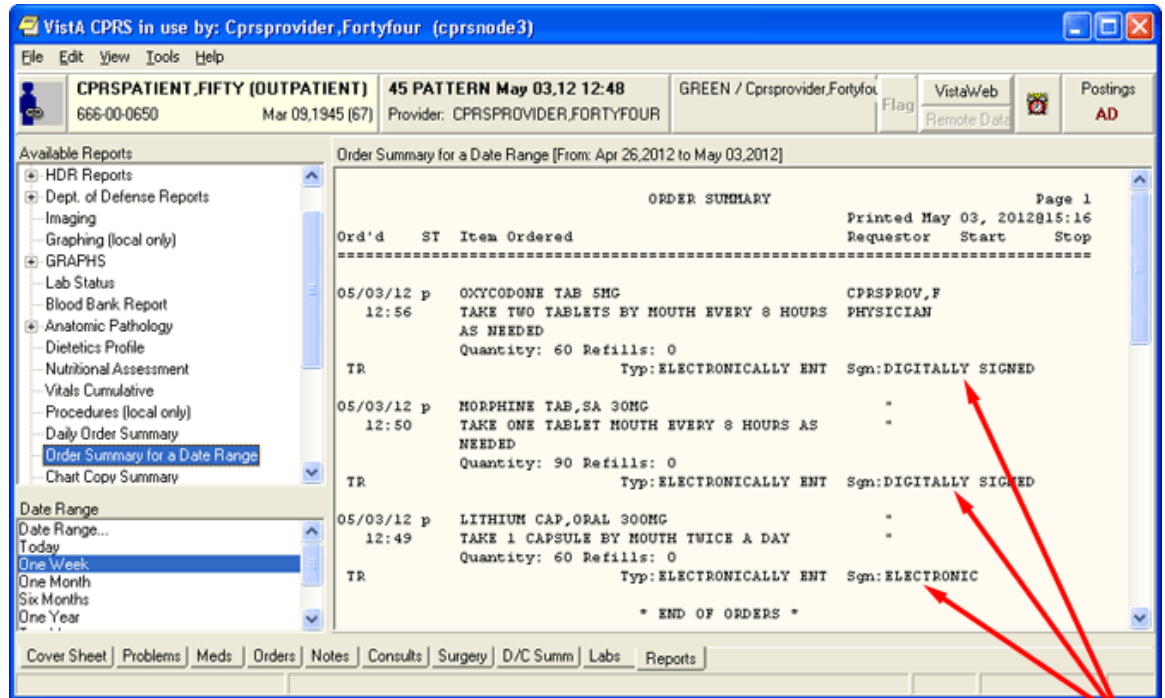 VistA CPRS in use by: Cprsprovider,Fortyfour (cprsnode3)
File Edit View Tools Help
CPRSPATIENT,FIFTY (OUTPATIENT) 45 PATTERN May 03,12 12:48 GREEN / Cprsprovider,Fortyfou Flag VistaWeb Postings
666-00-0650 Mar 09,1945 (67) Provider: CPRSPROVIDER,FORTYFOUR Remote Data AD
Available Reports
HDR Reports
Dept. of Defense Reports
Imaging
Graphing (local only)
GRAPHS
Lab Status
Blood Bank Report
Anatomic Pathology
Dietetics Profile
Nutritional Assessment
Vitals Cumulative
Procedures (local only)
Daily Order Summary
Order Summary for a Date Range
Chart Copy Summary
Date Range
Date Range...
Today
One Week
One Month
Six Months
One Year
Order Summary for a Date Range [From: Apr 26,2012 to May 03,2012]
ORDER SUMMARY Page 1
Printed May 03, 2012@15:16
Ord'd ST Item Ordered Requestor Start Stop
==========================================================================================
05/03/12 p OXYCODONE TAB 5MG CPRSPROV,F
12:56 TAKE TWO TABLETS BY MOUTH EVERY 8 HOURS PHYSICIAN
AS NEEDED
Quantity: 60 Refills: 0
TR Typ:ELECTRONICALLY ENT Sgn:DIGITALLY SIGNED
05/03/12 p MORPHINE TAB,SA 30MG "
12:50 TAKE ONE TABLET MOUTH EVERY 8 HOURS AS "
NEEDED
Quantity: 90 Refills: 0
TR Typ:ELECTRONICALLY ENT Sgn:DIGITALLY SIGNED
05/03/12 p LITHIUM CAP,ORAL 300MG "
12:49 TAKE 1 CAPSULE BY MOUTH TWICE A DAY "
Quantity: 60 Refills: 0
TR Typ:ELECTRONICALLY ENT Sgn:ELECTRONIC
* END OF ORDERS *
Cover Sheet Problems Meds Orders Notes Consults Surgery D/C Summ Labs Reports